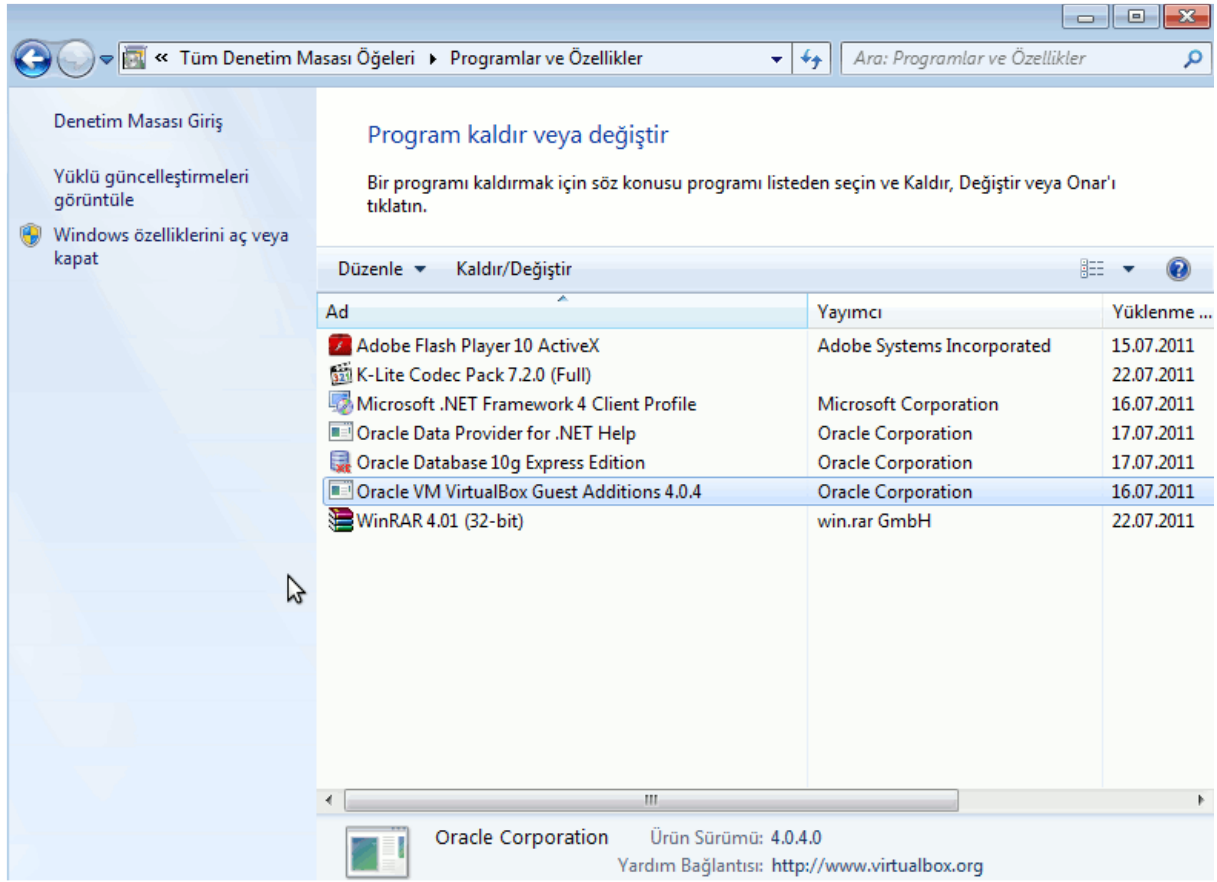 « Tüm Denetim Masası Öğeleri Programlar ve Özellikler Ara: Programlar ve Özellikler
Denetim Masası Giriş
Yüklü güncelleştirmeleri
görüntüle
Windows özelliklerini aç veya
kapat
Program kaldır veya değiştir
Bir programı kaldırmak için söz konusu programı listeden seçin ve Kaldır, Değiştir veya Onar'ı
tıklatın.
Düzenle Kaldır/Değiştir
Ad Yayımcı Yüklenme ...
Adobe Flash Player 10 ActiveX Adobe Systems Incorporated 15.07.2011
K-Lite Codec Pack 7.2.0 (Full) 22.07.2011
Microsoft .NET Framework 4 Client Profile Microsoft Corporation 16.07.2011
Oracle Data Provider for .NET Help Oracle Corporation 17.07.2011
Oracle Database 10g Express Edition Oracle Corporation 17.07.2011
Oracle VM VirtualBox Guest Additions 4.0.4 Oracle Corporation 16.07.2011
WinRAR 4.01 (32-bit) win.rar GmbH 22.07.2011
Oracle Corporation Ürün Sürümü: 4.0.4.0
Yardım Bağlantısı: http://www.virtualbox.org